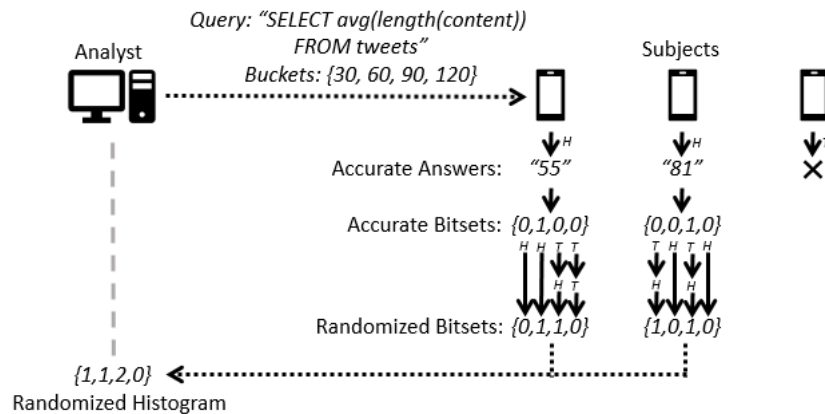 Query: “SELECT avg(length(content))
FROM tweets”
Buckets: {30, 60, 90, 120}
Analyst
Subjects
H H T
Accurate Answers: “55” “81”
Accurate Bitsets: {0,1,0,0} {0,0,1,0}
H H T T T H T H
H T H H
Randomized Bitsets: {0,1,1,0} {1,0,1,0}
{1,1,2,0}
Randomized Histogram